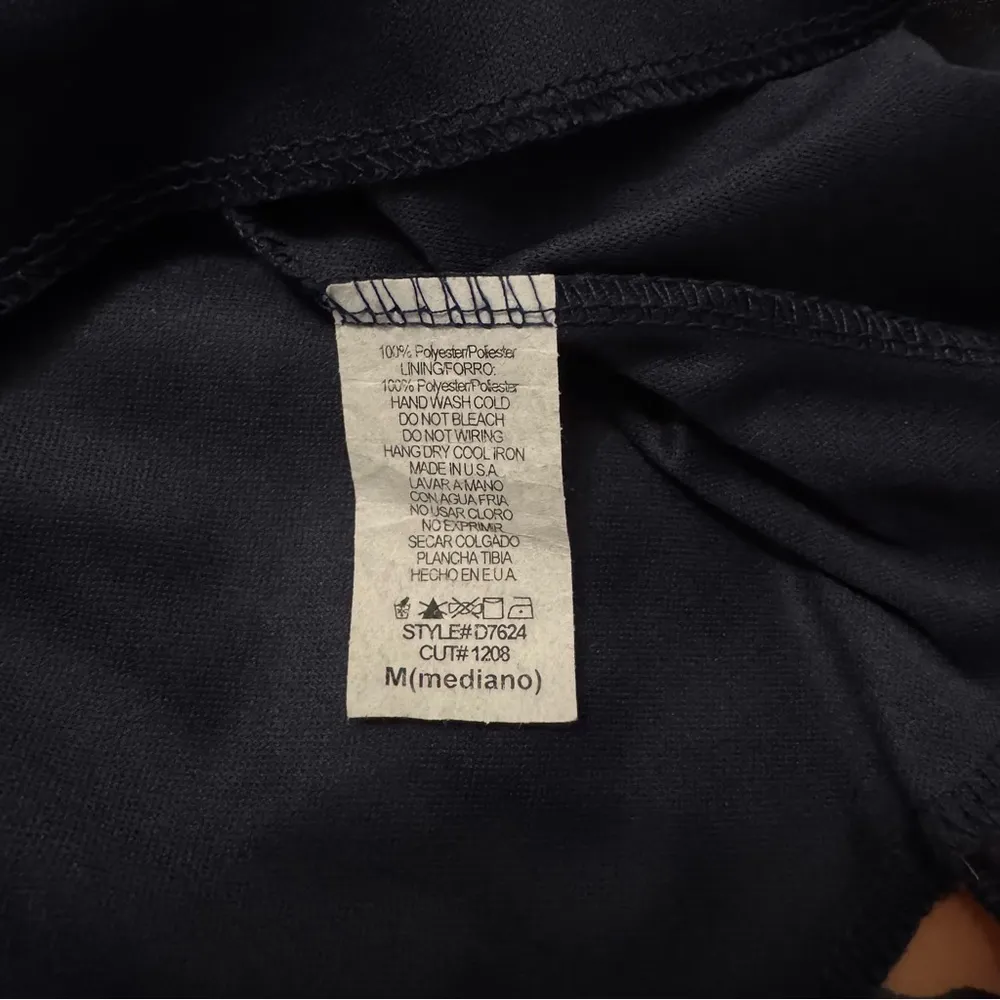 100% Polyester/Poliester
LINING/FORRO:
100% Polyester/Poliester
HAND WASH COLD
DO NOT BLEACH
DO NOT WIRING
HANG DRY COOL IRON
MADE IN U.S.A.
LAVAR A MANO
CON AGUA FRIA
NO USAR CLORO
NO EXPRIMIR
SECAR COLGADO
PLANCHA TIBIA
HECHO EN E U A
STYLE# D7624
CUT# 1208
M(mediano)